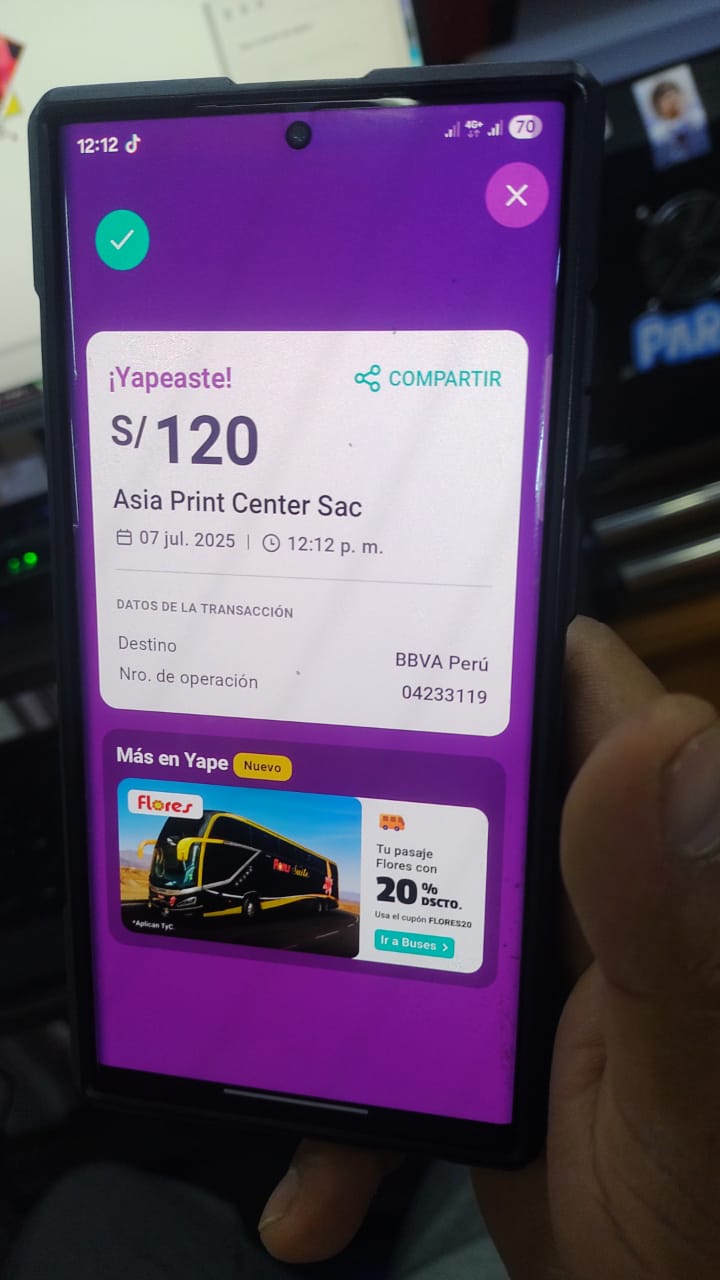 12:12
4G+
70
¡Yapeaste!
COMPARTIR
S/ 120
Asia Print Center Sac
07 jul. 2025 | 12:12 p. m.
DATOS DE LA TRANSACCIÓN
Destino BBVA Perú
Nro. de operación 04233119
Más en Yape Nuevo
Flores
*Aplican TyC.
Tu pasaje
Flores con
20% DSCTO.
Usa el cupón FLORES20
Ir a Buses >
PAR